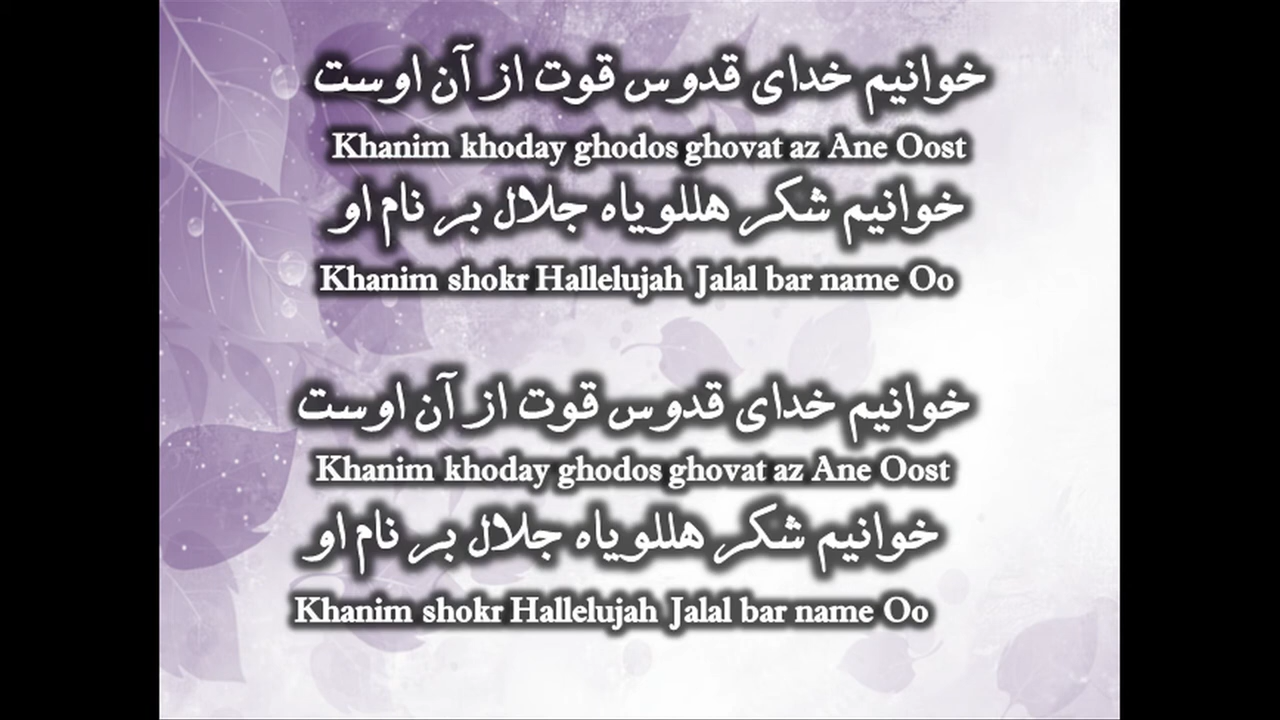 خوانیم خدای قدوس قوت از آن اوست
Khanim khoday ghodos ghovat az Ane Oost
خوانیم شکر هللویاه جلال بر نام او
Khanim shokr Hallelujah Jalal bar name Oo
خوانیم خدای قدوس قوت از آن اوست
Khanim khoday ghodos ghovat az Ane Oost
خوانیم شکر هللویاه جلال بر نام او
Khanim shokr Hallelujah Jalal bar name Oo